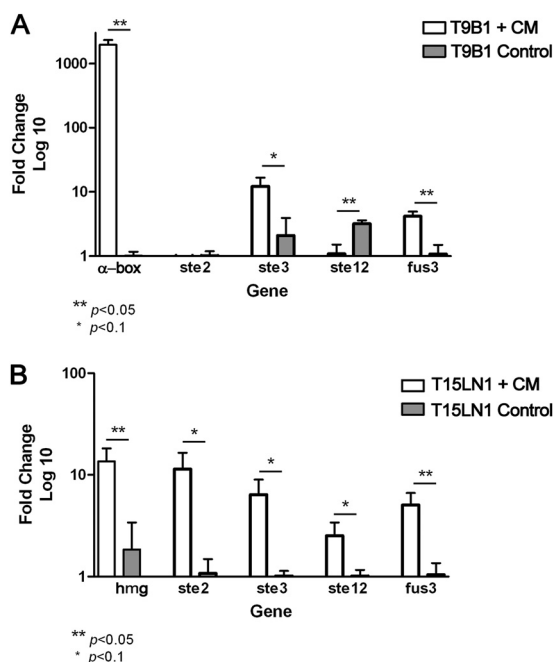 A
**
T9B1 + CM
T9B1 Control
Fold Change
Log 10
1000
100
10
1
*
**
**
α–box
ste2
ste3
ste12
fus3
Gene
** p<0.05
* p<0.1
B
T15LN1 + CM
T15LN1 Control
Fold Change
Log 10
100
10
1
**
*
*
*
**
hmg
ste2
ste3
ste12
fus3
Gene
** p<0.05
* p<0.1